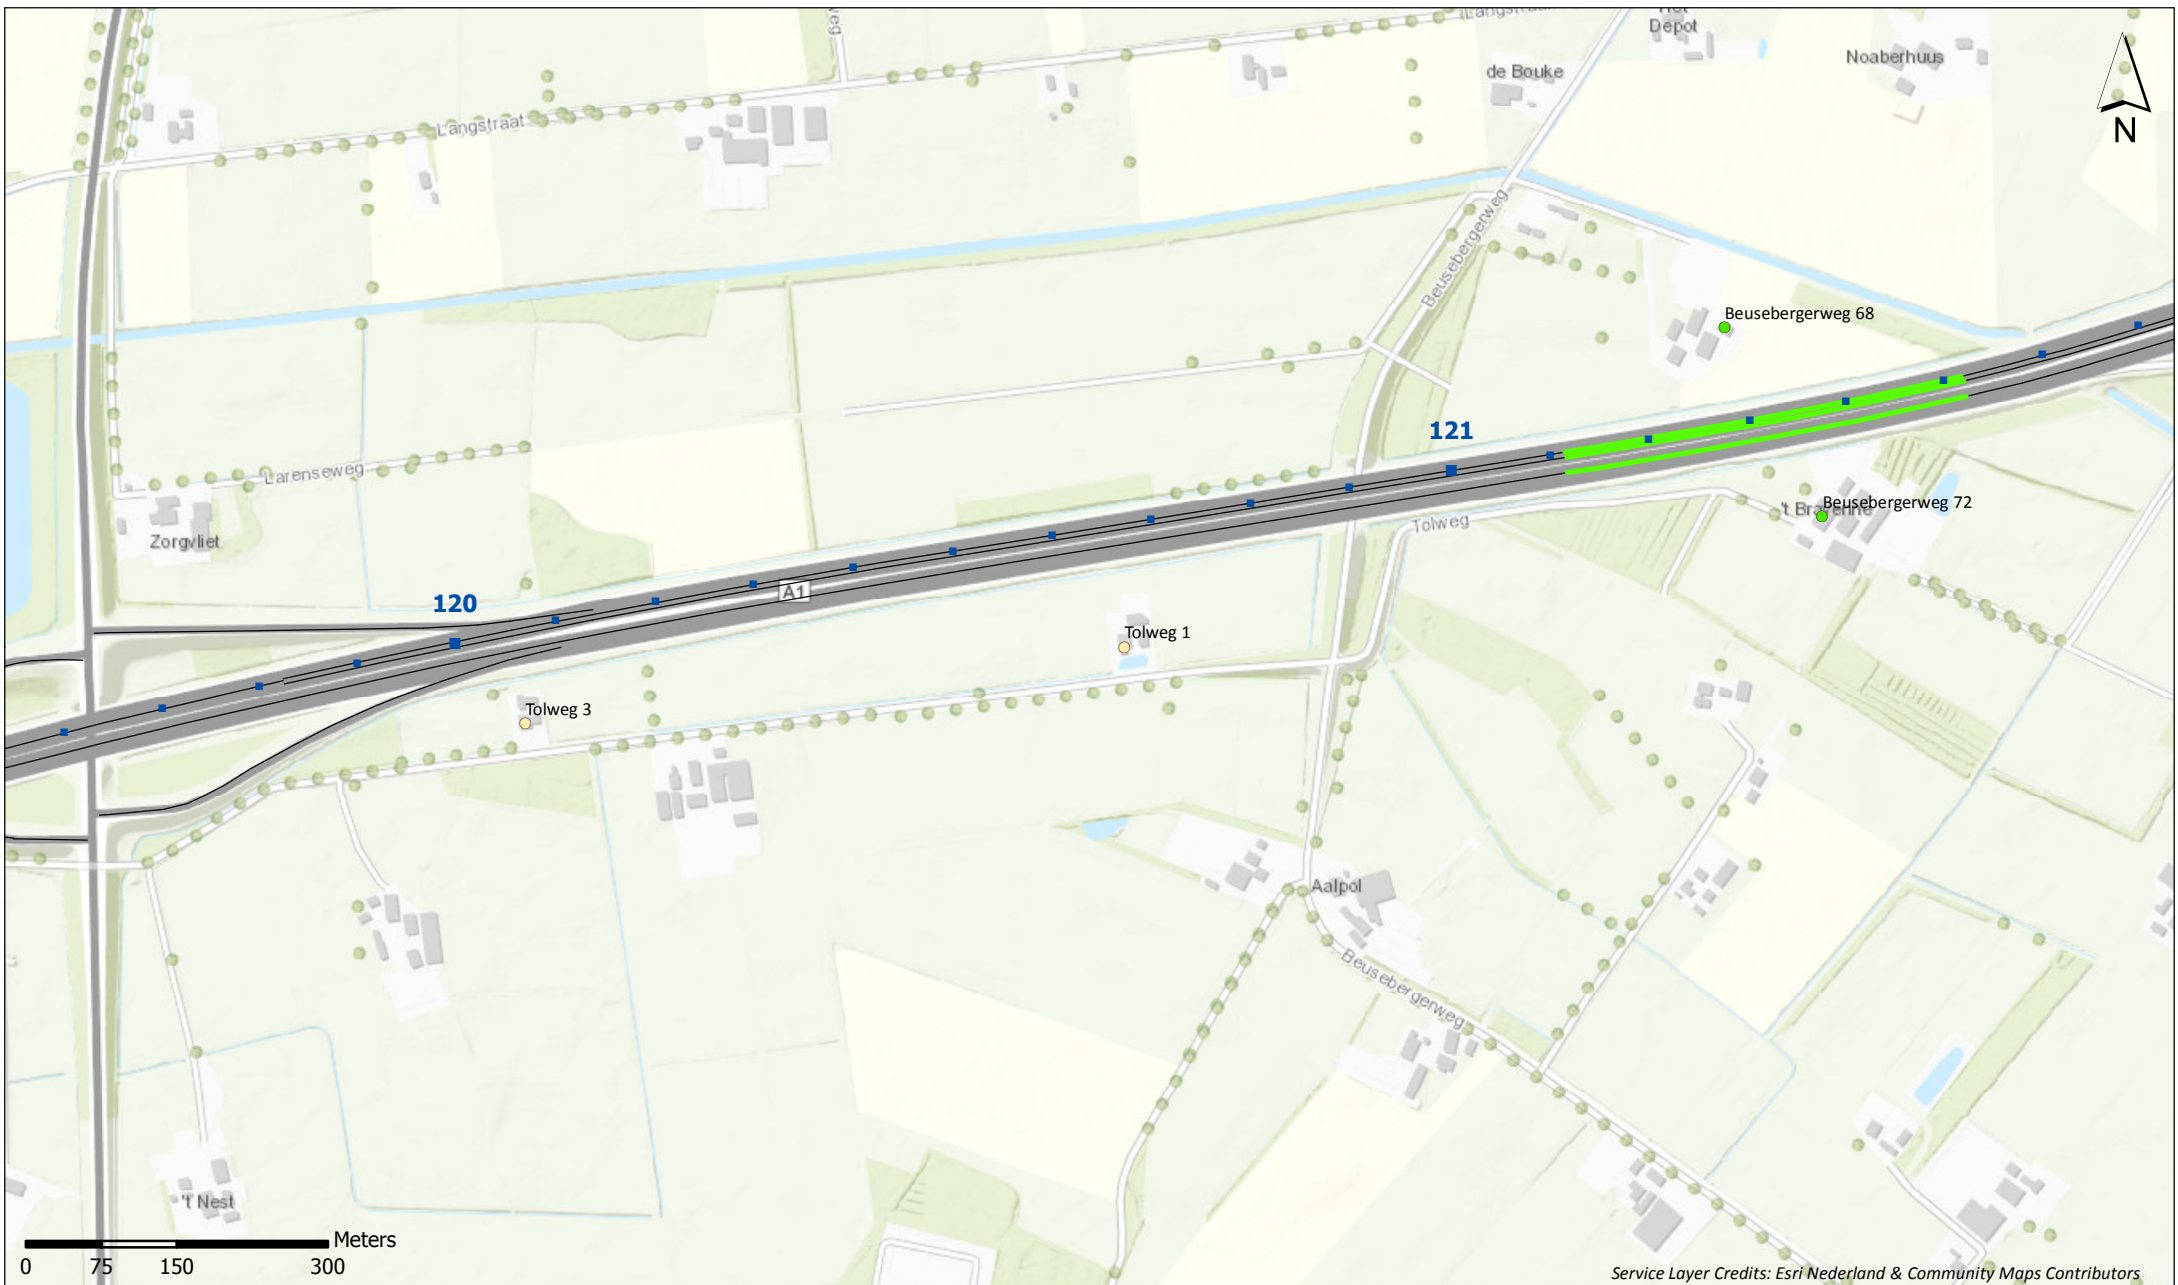 Depot
Noaberhuus
de Bouke
Langstraat
N
Beusebergerweg
Beusebergerweg 68
121
Larenseweg
Beusebergerweg 72
Tolweg
Zorgvliet
A1
120
Tolweg 1
Tolweg 3
Aalpol
Beusebergerweg
't Nest
Meters
0 75 150 300
Service Layer Credits: Esri Nederland & Community Maps Contributors